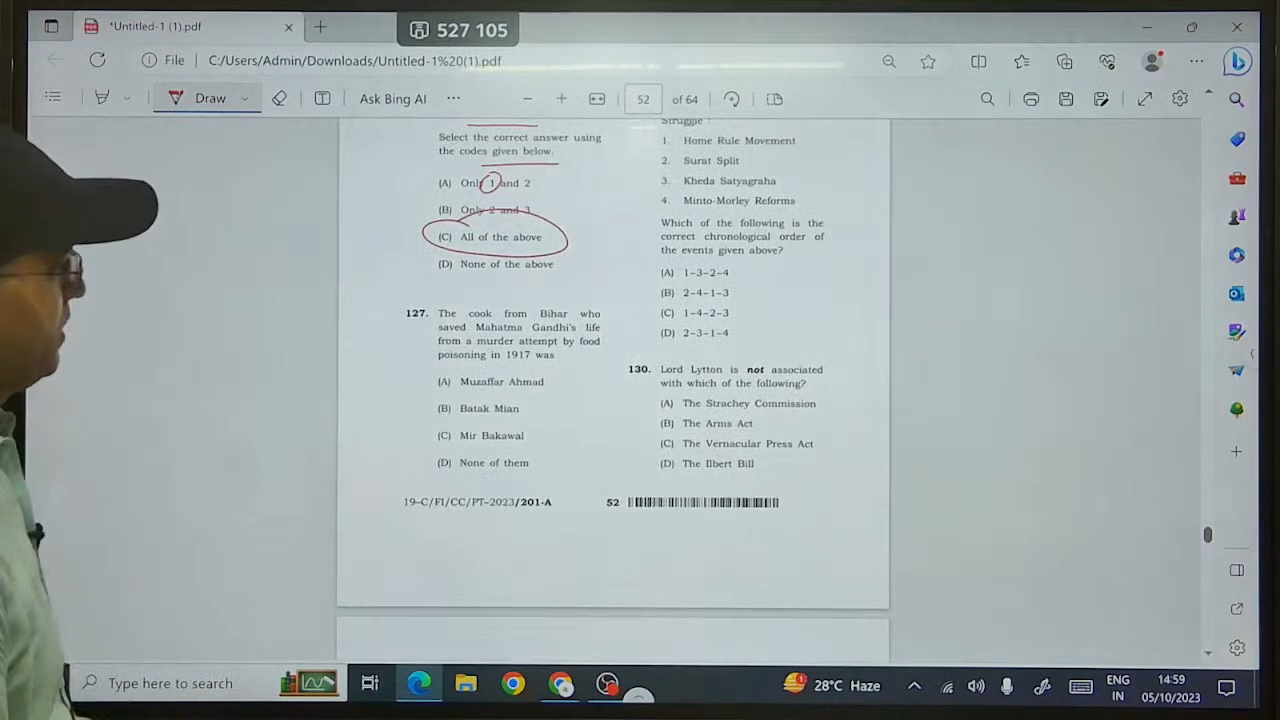 *Untitled-1 (1).pdf
527 105
File
C:/Users/Admin/Downloads/Untitled-1%20(1).pdf
Draw
Ask Bing AI
52 of 64
Select the correct answer using
the codes given below.
(A) Only 1 and 2
(B) Only 2 and 3
(C) All of the above
(D) None of the above
127. The cook from Bihar who
saved Mahatma Gandhi's life
from a murder attempt by food
poisoning in 1917 was
(A) Muzaffar Ahmad
(B) Batak Mian
(C) Mir Bakawal
(D) None of them
Struggle :
1. Home Rule Movement
2. Surat Split
3. Kheda Satyagraha
4. Minto-Morley Reforms
Which of the following is the
correct chronological order of
the events given above?
(A) 1-3-2-4
(B) 2-4-1-3
(C) 1-4-2-3
(D) 2-3-1-4
130. Lord Lytton is not associated
with which of the following?
(A) The Strachey Commission
(B) The Arms Act
(C) The Vernacular Press Act
(D) The Ilbert Bill
19-C/FI/CC/PT-2023/201-A
52
Type here to search
28°C Haze
ENG
IN
14:59
05/10/2023